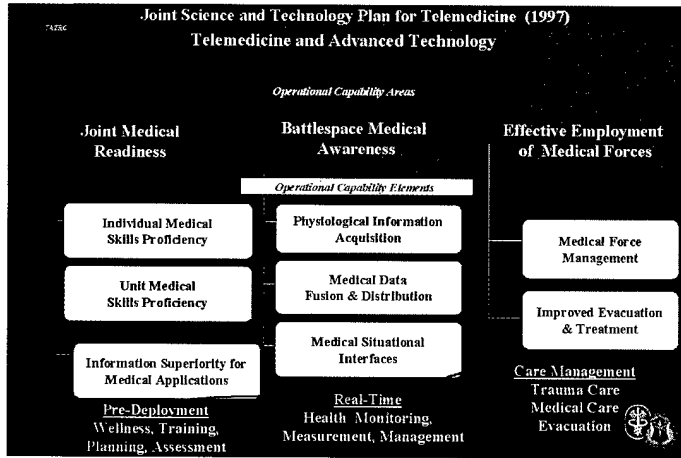 TATRC
Joint Science and Technology Plan for Telemedicine (1997)
Telemedicine and Advanced Technology
Operational Capability Areas
Joint Medical
Readiness
Battlespace Medical
Awareness
Effective Employment
of Medical Forces
Operational Capability Elements
Individual Medical
Skills Proficiency
Unit Medical
Skills Proficiency
Information Superiority for
Medical Applications
Pre-Deployment
Wellness, Training,
Planning, Assessment
Physiological Information
Acquisition
Medical Data
Fusion & Distribution
Medical Situational
Interfaces
Real-Time
Health Monitoring,
Measurement, Management
Medical Force
Management
Improved Evacuation
& Treatment
Care Management
Trauma Care
Medical Care
Evacuation